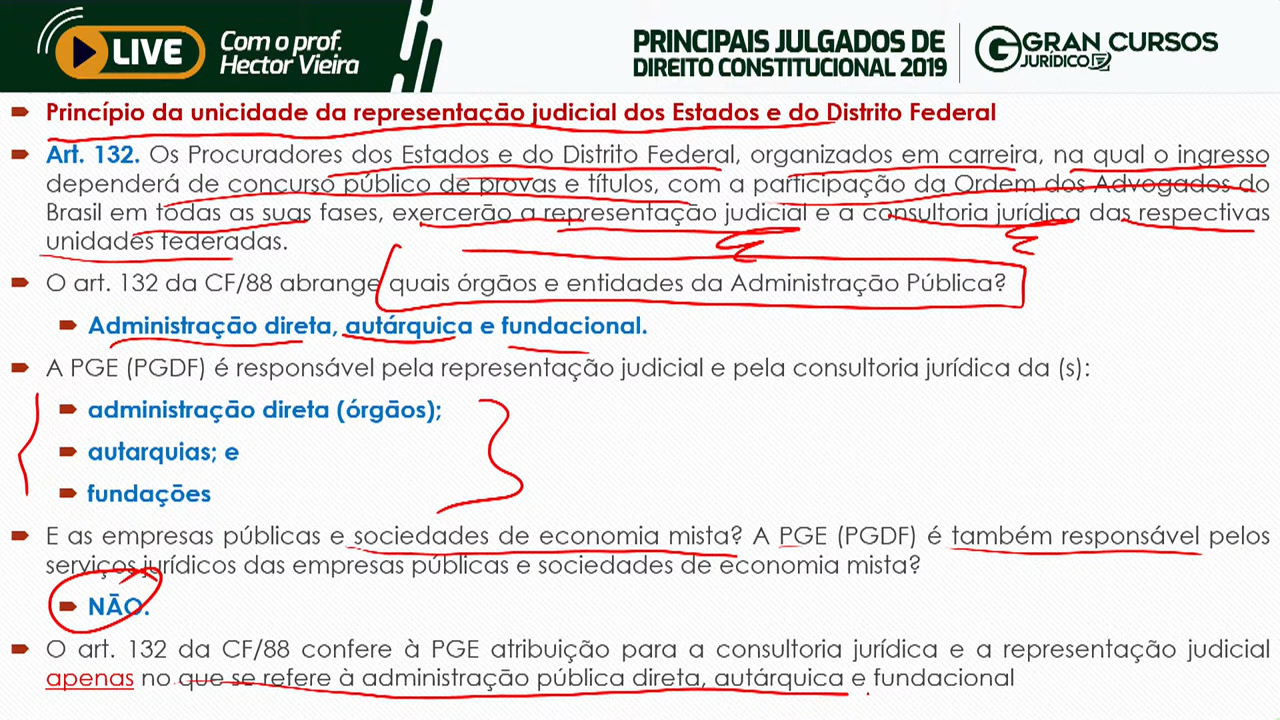 LIVE
Com o prof.
Hector Vieira
PRINCIPAIS JULGADOS DE
DIREITO CONSTITUCIONAL 2019
GRAN CURSOS
JURÍDICO
Princípio da unicidade da representação judicial dos Estados e do Distrito Federal
Art. 132. Os Procuradores dos Estados e do Distrito Federal, organizados em carreira, na qual o ingresso
dependerá de concurso público de provas e títulos, com a participação da Ordem dos Advogados do
Brasil em todas as suas fases, exercerão a representação judicial e a consultoria jurídica das respectivas
unidades federadas.
O art. 132 da CF/88 abrange quais órgãos e entidades da Administração Pública?
Administração direta, autárquica e fundacional.
A PGE (PGDF) é responsável pela representação judicial e pela consultoria jurídica da (s):
administração direta (órgãos);
autarquias; e
fundações
E as empresas públicas e sociedades de economia mista? A PGE (PGDF) é também responsável pelos
serviços jurídicos das empresas públicas e sociedades de economia mista?
NÃO.
O art. 132 da CF/88 confere à PGE atribuição para a consultoria jurídica e a representação judicial
apenas no que se refere à administração pública direta, autárquica e fundacional